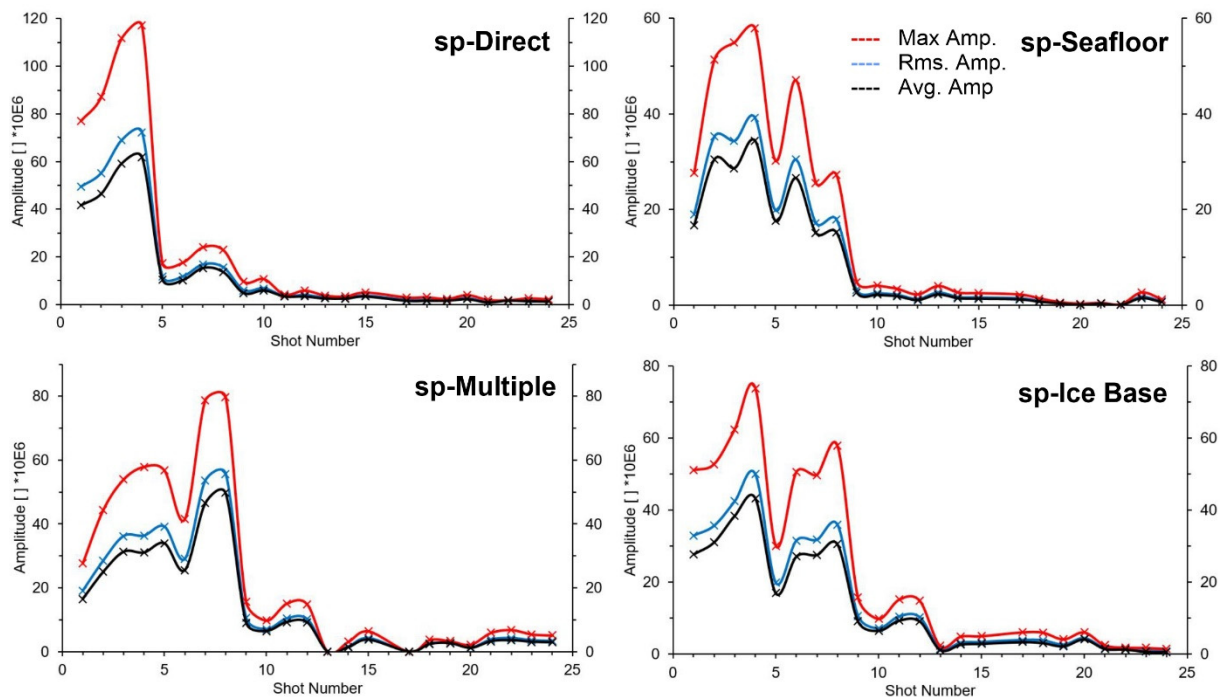 sp-Direct
120
100
80
60
40
20
0
120
100
80
60
40
20
0
Amplitude [ ] *10E6
0 5 10 15 20 25
Shot Number
sp-Seafloor
Max Amp.
Rms. Amp.
Avg. Amp
60
40
20
0
60
40
20
0
Amplitude [ ] *10E6
0 5 10 15 20 25
Shot Number
sp-Multiple
80
60
40
20
0
80
60
40
20
0
Amplitude [ ] *10E6
0 5 10 15 20 25
Shot Number
sp-Ice Base
80
60
40
20
0
80
60
40
20
0
Amplitude [ ] *10E6
0 5 10 15 20 25
Shot Number